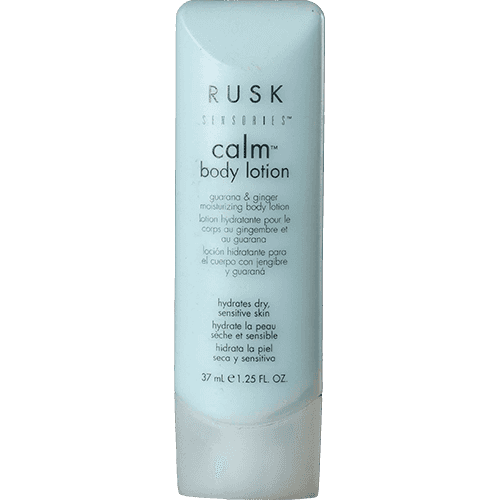 RUSK
SENSORIES™
calm™
body lotion
guarana & ginger
moisturizing body lotion
lotion hydratante pour le
corps au gingembre et
au guarana
loción hidratante para
el cuerpo con jengibre
y guaraná
hydrates dry,
sensitive skin
hydrate la peau
sèche et sensible
hidrata la piel
seca y sensitiva
37 mL ℮ 1.25 FL. OZ.